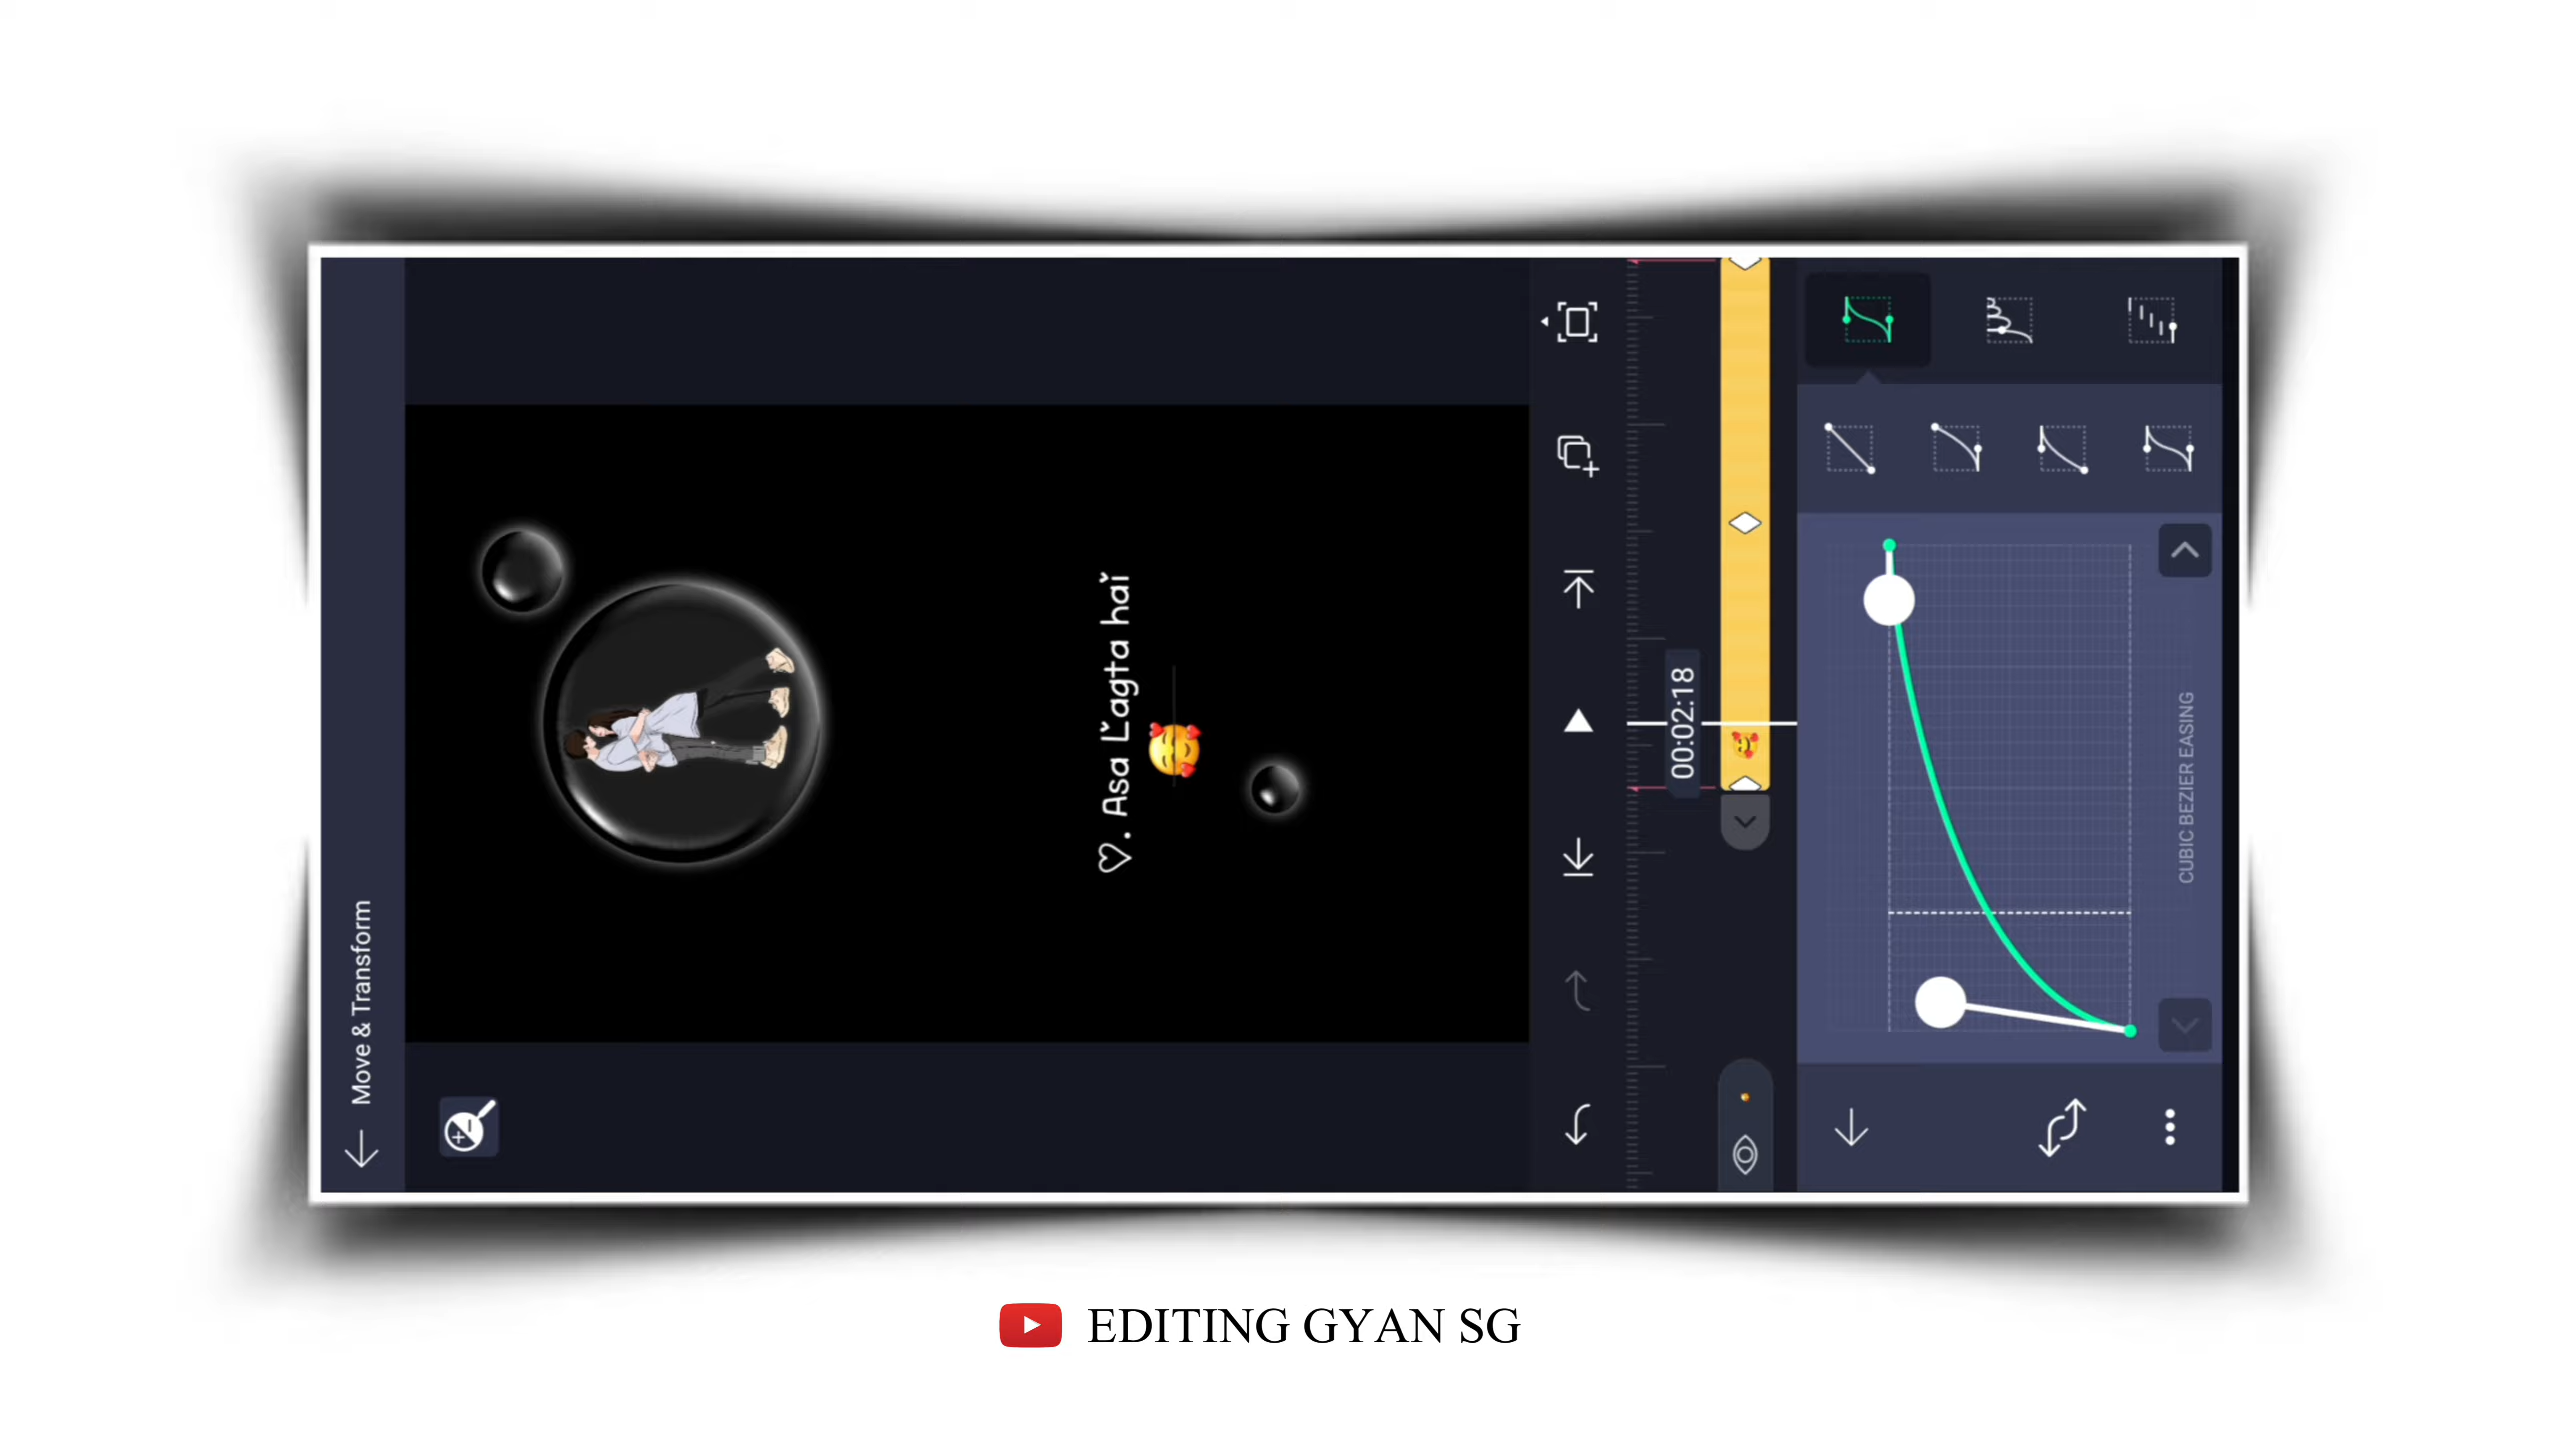 Move & Transform
♡. Asa Lagta hai
00:02:18
CUBIC BEZIER EASING
EDITING GYAN SG